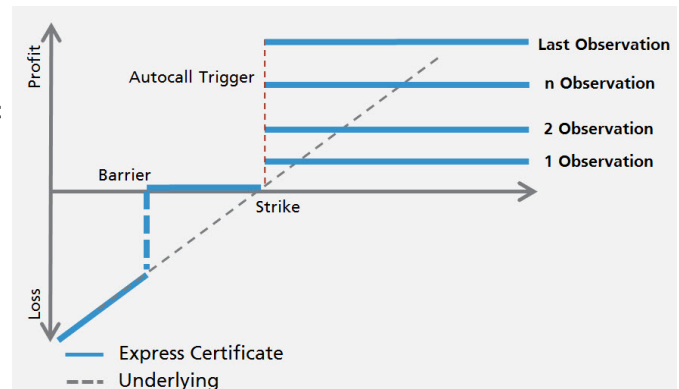 Profit
Last Observation
Autocall Trigger
n Observation
2 Observation
1 Observation
Barrier
Strike
Loss
Express Certificate
Underlying